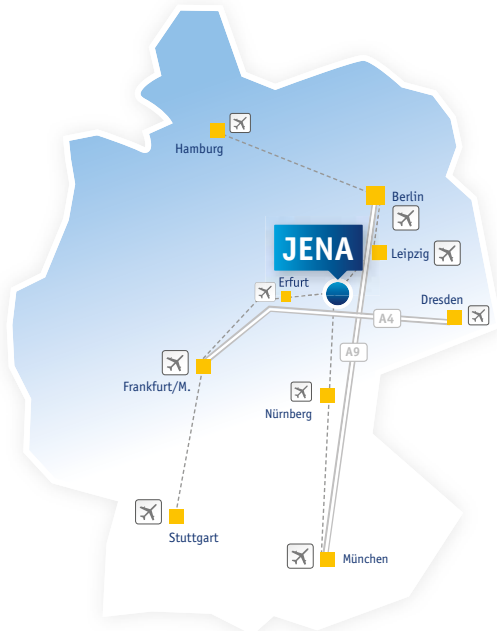 Hamburg
Berlin
JENA
Leipzig
Erfurt
Dresden
A4
A9
Frankfurt/M.
Nürnberg
Stuttgart
München